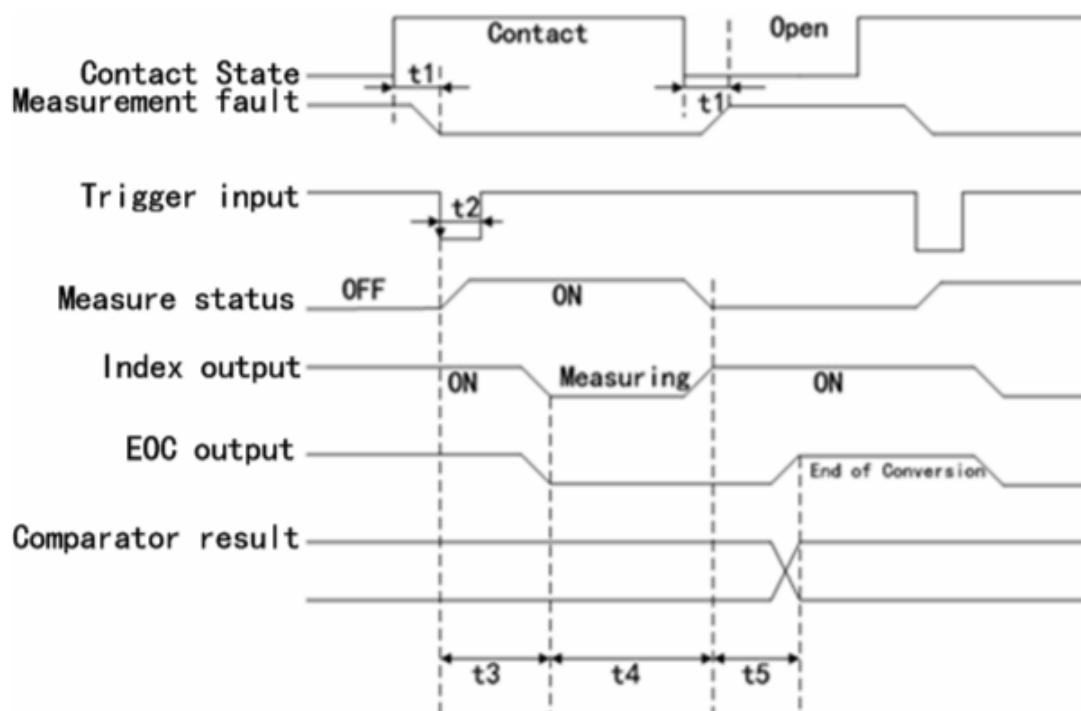 Contact
Open
Contact State
t1
Measurement fault
t1
Trigger input
t2
Measure status
OFF
ON
Index output
ON
Measuring
ON
EOC output
End of Conversion
Comparator result
t3
t4
t5